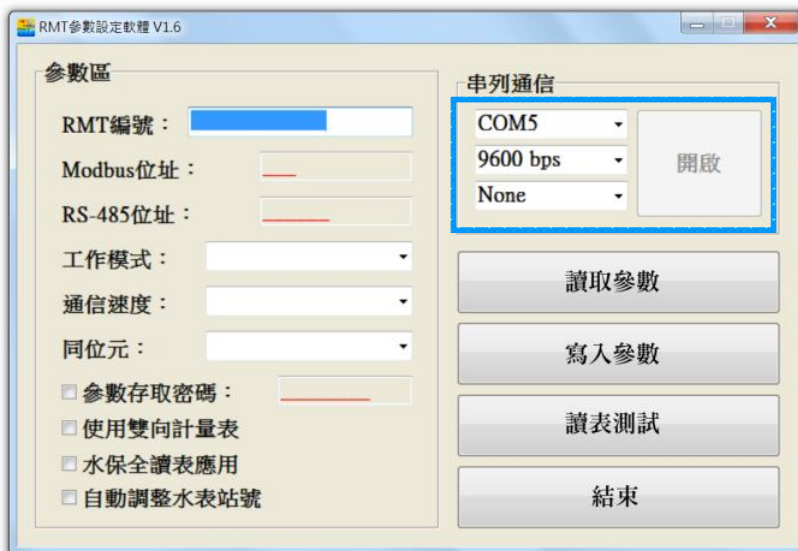 RMT參數設定軟體 V1.6
參數區
RMT編號：
Modbus位址：
RS-485位址：
工作模式：
通信速度：
同位元：
參數存取密碼：
使用雙向計量表
水保全讀表應用
自動調整水表站號
串列通信
COM5
9600 bps
None
開啟
讀取參數
寫入參數
讀表測試
結束